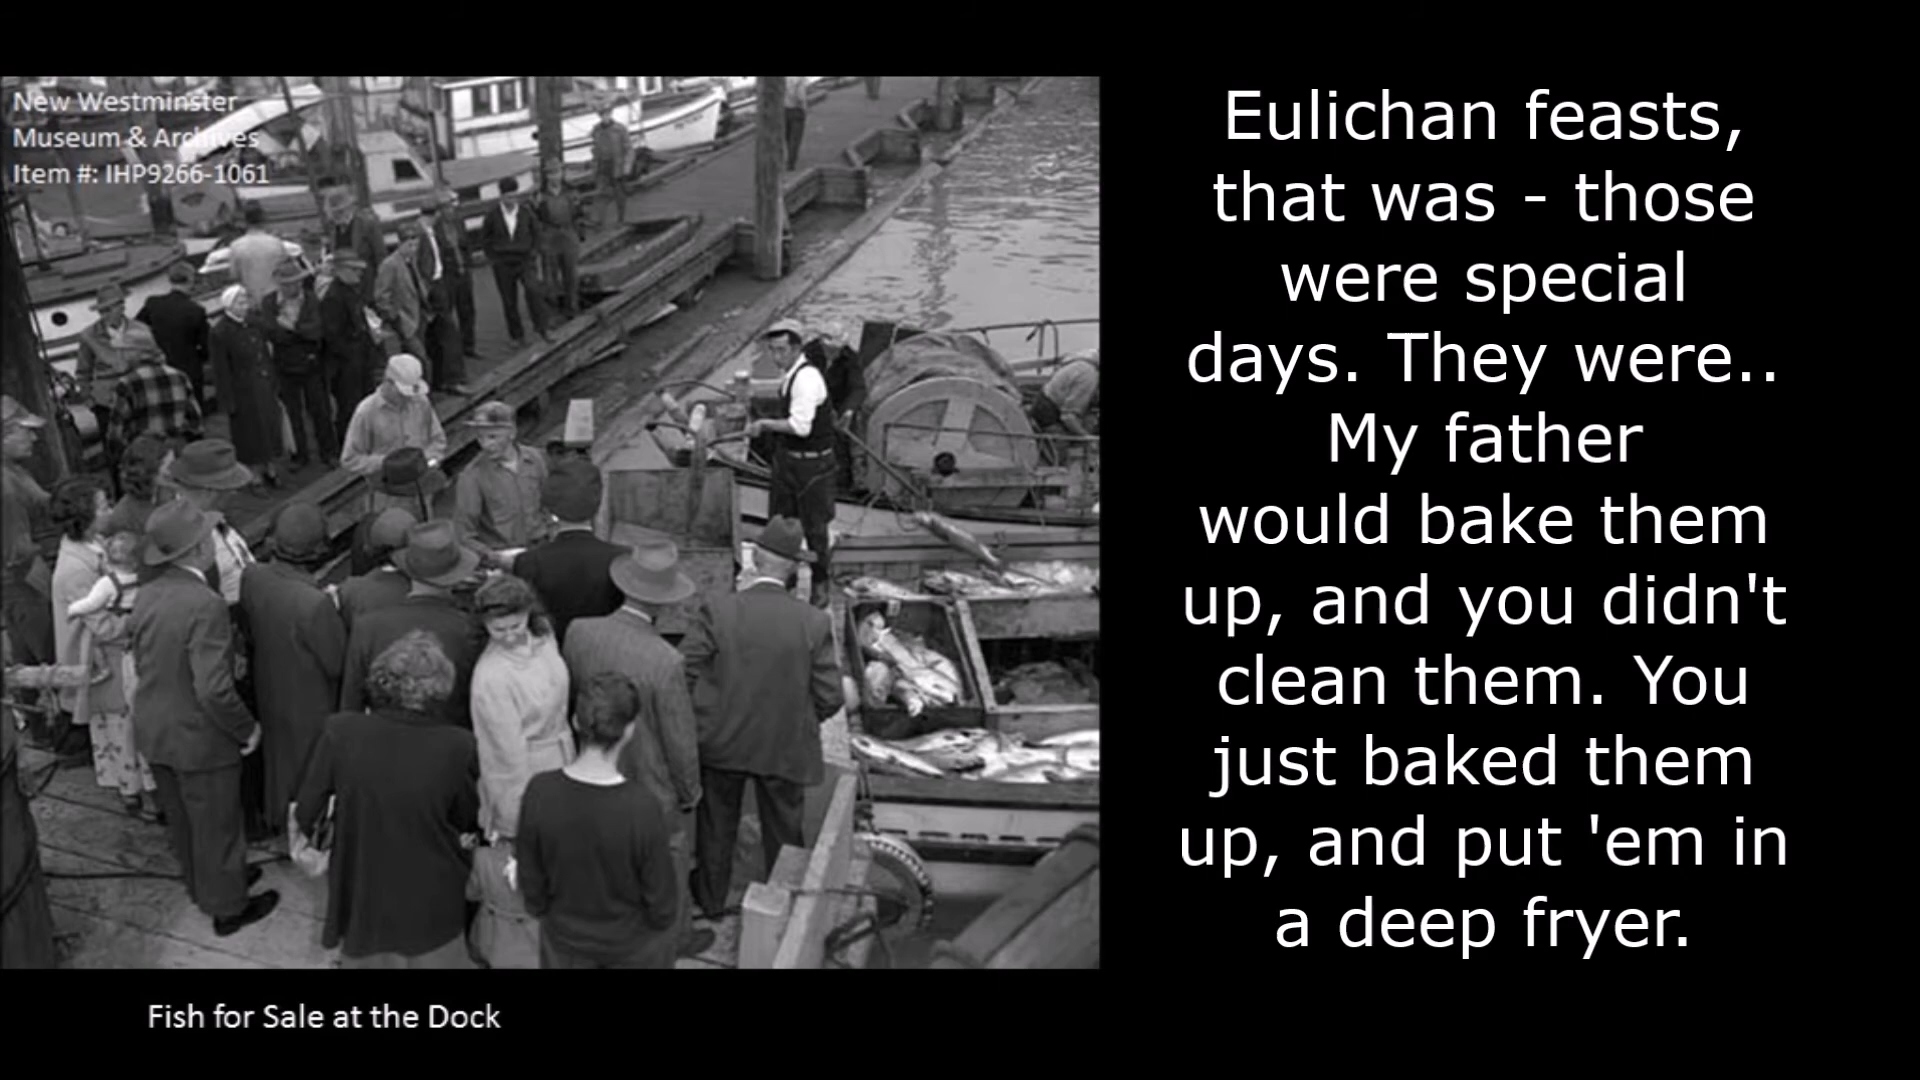 New Westminster
Museum & Archives
Item #: IHP9266-1061
Eulichan feasts,
that was - those
were special
days. They were..
My father
would bake them
up, and you didn't
clean them. You
just baked them
up, and put 'em in
a deep fryer.
Fish for Sale at the Dock